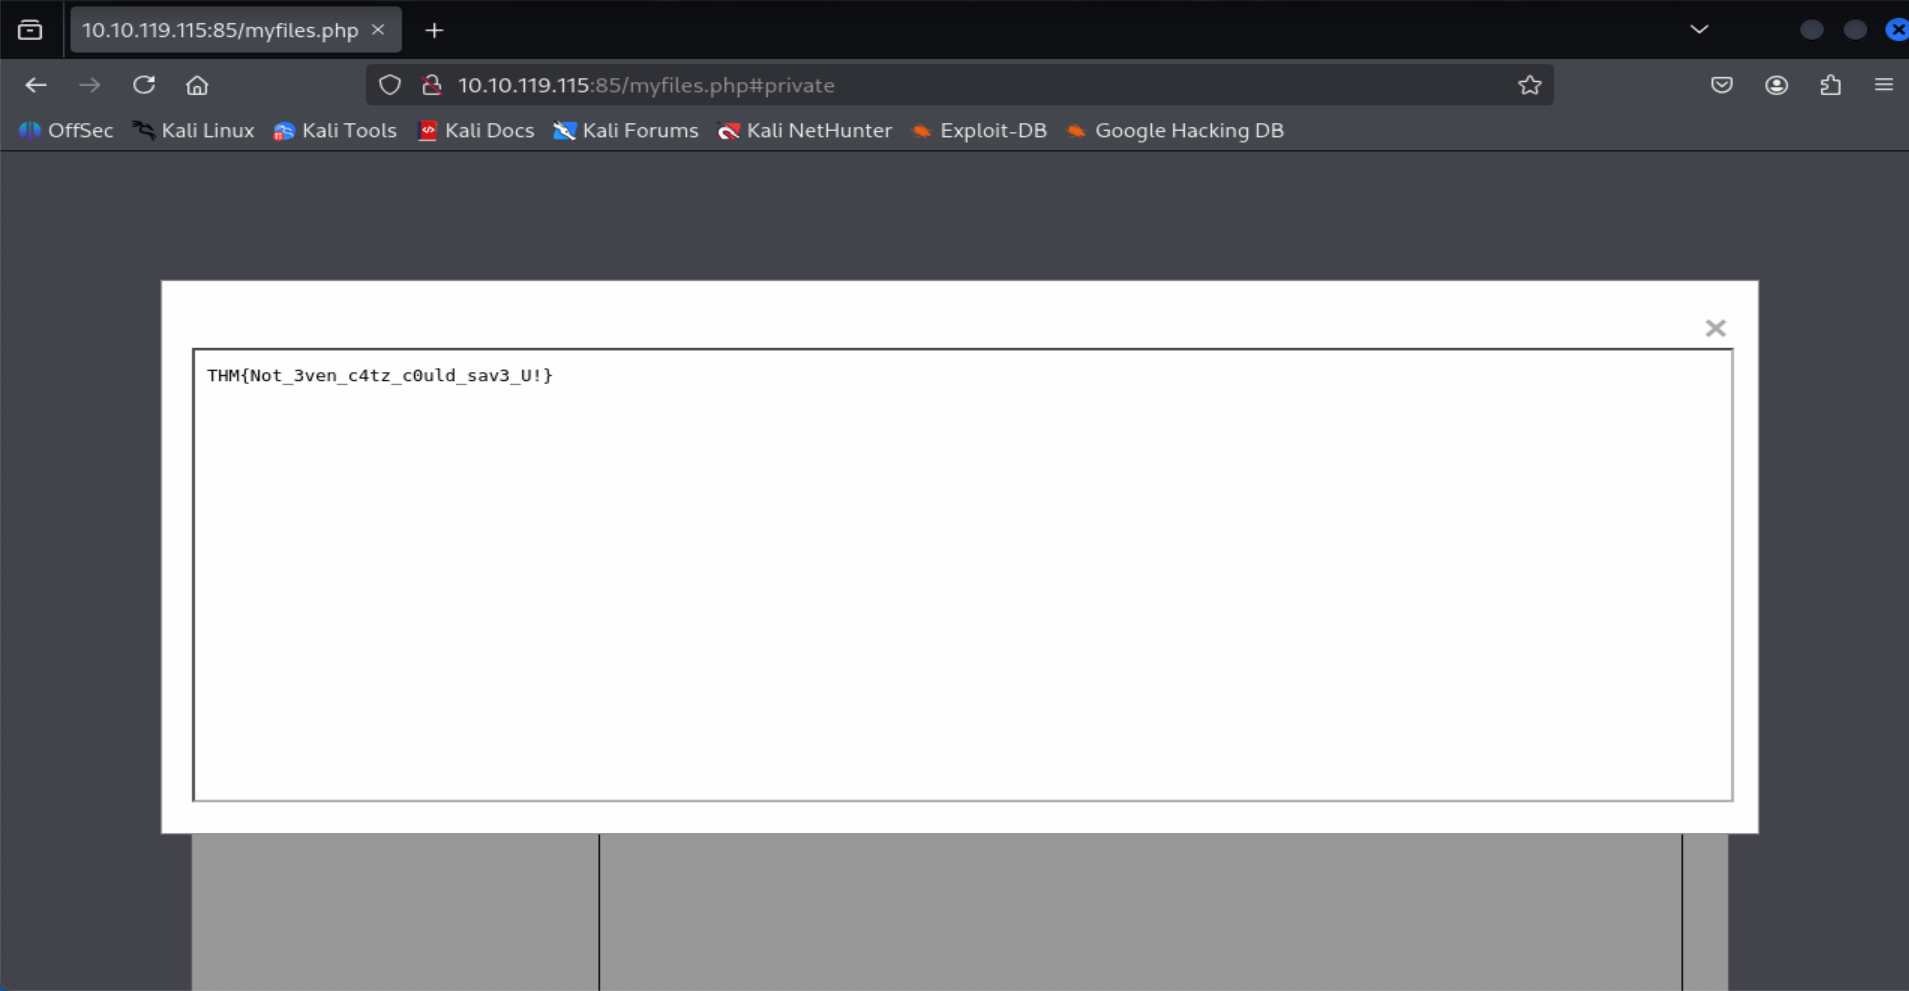 10.10.119.115:85/myfiles.php
10.10.119.115:85/myfiles.php#private
OffSec Kali Linux Kali Tools Kali Docs Kali Forums Kali NetHunter Exploit-DB Google Hacking DB
THM{Not_3ven_c4tz_c0uld_sav3_U!}